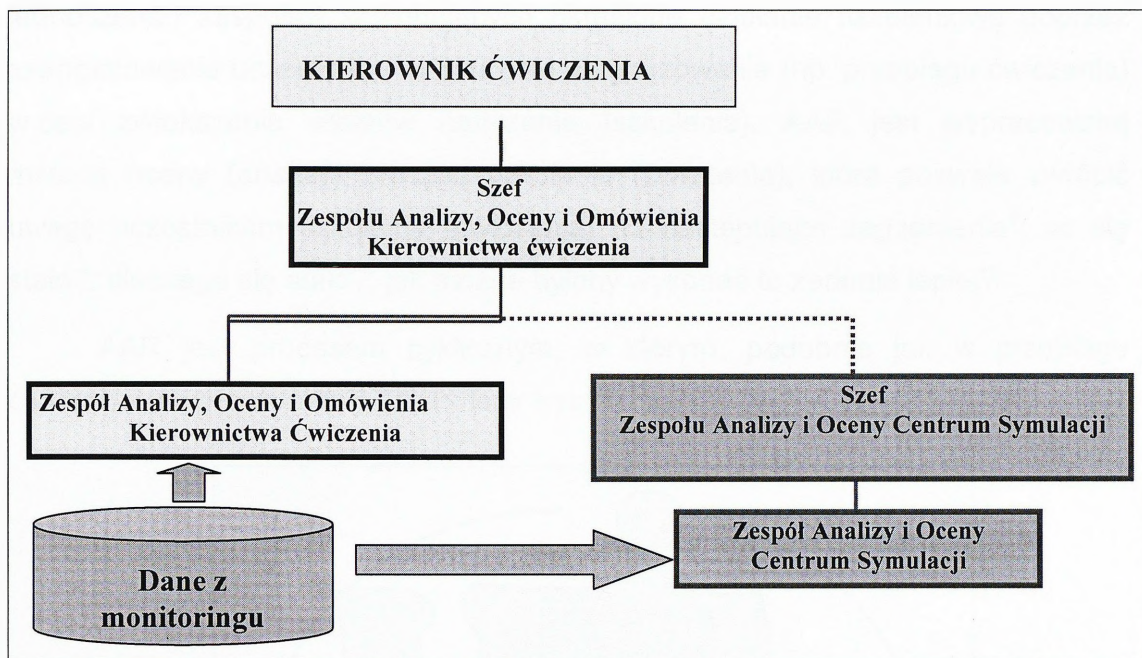 KIEROWNIK ĆWICZENIA
Szef
Zespołu Analizy, Oceny i Omówienia
Kierownictwa ćwiczenia
Zespół Analizy, Oceny i Omówienia
Kierownictwa Ćwiczenia
Szef
Zespołu Analizy i Oceny Centrum Symulacji
Zespół Analizy i Oceny
Centrum Symulacji
Dane z
monitoringu